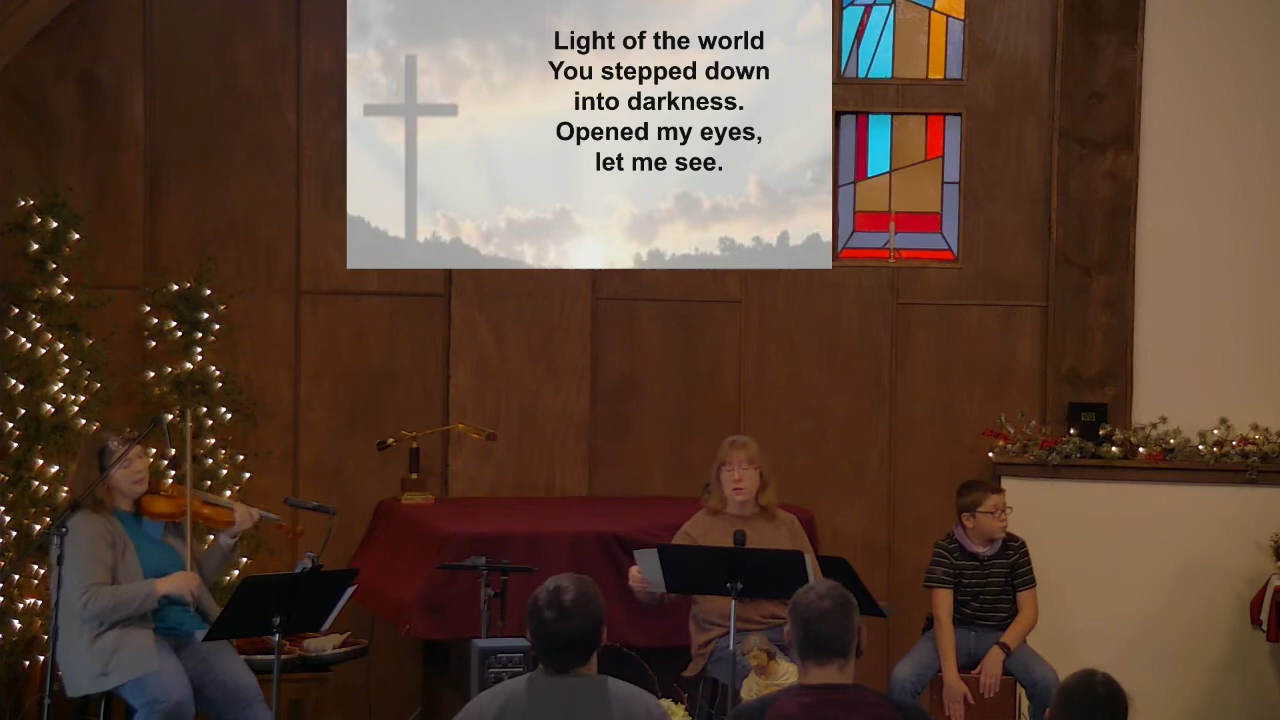 Light of the world
You stepped down
into darkness.
Opened my eyes,
let me see.